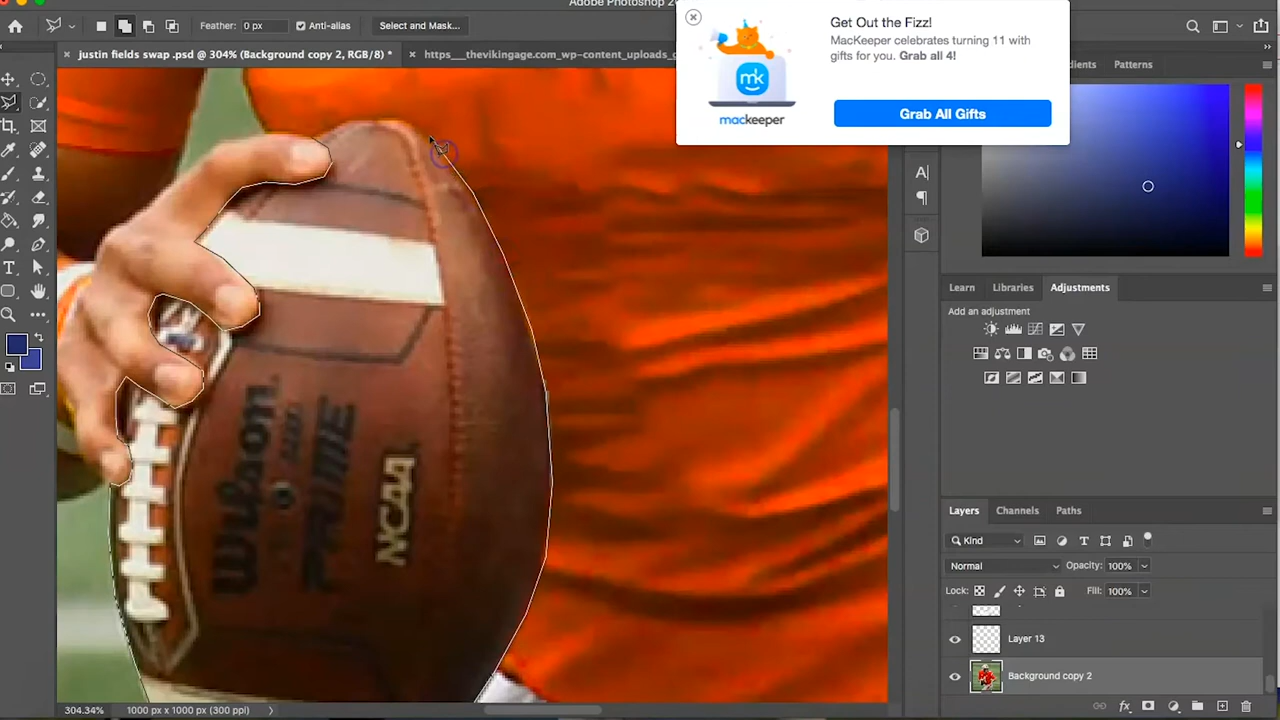 Adobe Photoshop 2
Feather: 0 px
Anti-alias
Select and Mask...
justin fields swap.psd @ 304% (Background copy 2, RGB/8) *
https___thevikingage.com_wp-content_uploads_
Get Out the Fizz!
MacKeeper celebrates turning 11 with
gifts for you. Grab all 4!
Grab All Gifts
mk
mackeeper
dients
Patterns
A
¶
T
Learn
Libraries
Adjustments
Add an adjustment
Wilson
PRIME
NCAA
Layers
Channels
Paths
Kind
Normal
Opacity: 100%
Lock:
Fill: 100%
Layer 13
Background copy 2
fx
304.34%
1000 px x 1000 px (300 ppi)